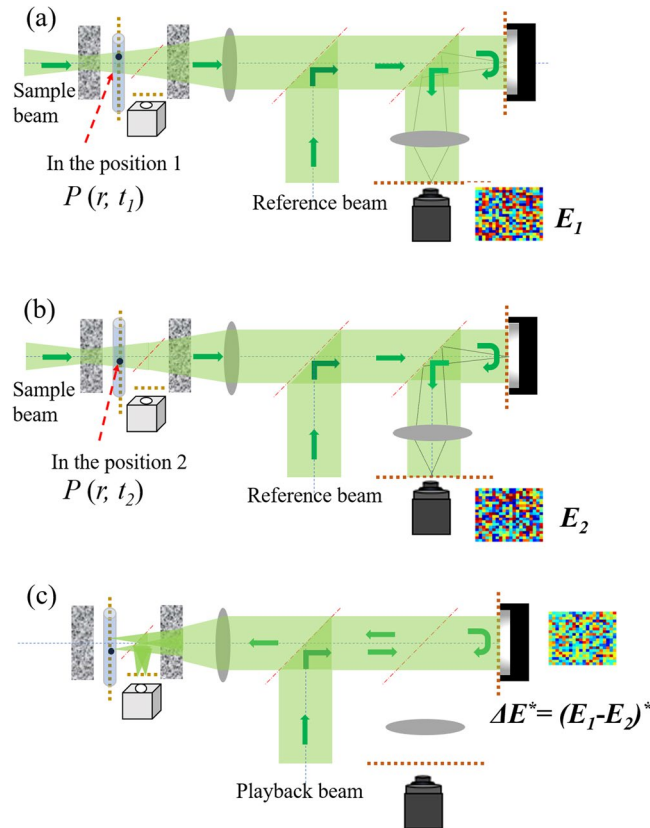 (a)
Sample
beam
In the position 1
P (r, t₁)
Reference beam
E₁
(b)
Sample
beam
In the position 2
P (r, t₂)
Reference beam
E₂
(c)
ΔE*= (E₁-E₂)*
Playback beam